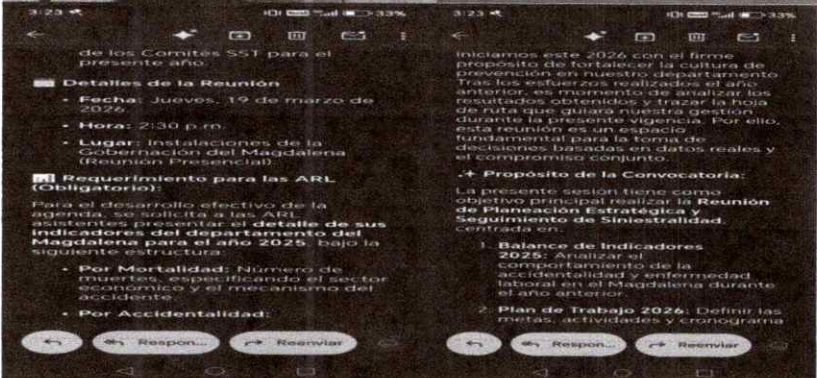 3:23
33%
de los Comités SST para el
presente año.
Detalles de la Reunión
• Fecha: Jueves, 19 de marzo de
2026
• Hora: 2:30 p.m.
• Lugar: Instalaciones de la
Gobernación del Magdalena
(Reunión Presencial)
Requerimiento para las ARL
(Obligatorio):
Para el desarrollo efectivo de la
agenda, se solicita a las ARL
asistentes presentar el detalle de sus
indicadores del departamento del
Magdalena para el año 2025, bajo la
siguiente estructura:
• Por Mortalidad: Número de
muertes, especificando el sector
económico y el mecanismo del
accidente.
• Por Accidentalidad:
Respon...
Reenviar
3:23
33%
Iniciamos este 2026 con el firme
propósito de fortalecer la cultura de
prevención en nuestro departamento.
Tras los esfuerzos realizados el año
anterior, es momento de analizar los
resultados obtenidos y trazar la hoja
de ruta que guiará nuestra gestión
durante la presente vigencia. Por ello,
esta reunión es un espacio
fundamental para la toma de
decisiones basadas en datos reales y
el compromiso conjunto.
Propósito de la Convocatoria:
La presente sesión tiene como
objetivo principal realizar la Reunión
de Planeación Estratégica y
Seguimiento de Siniestralidad,
centrada en:
1. Balance de Indicadores
2025: Analizar el
comportamiento de la
accidentalidad y enfermedad
laboral en el Magdalena durante
el año anterior.
2. Plan de Trabajo 2026: Definir las
metas, actividades y cronograma
Respon...
Reenviar